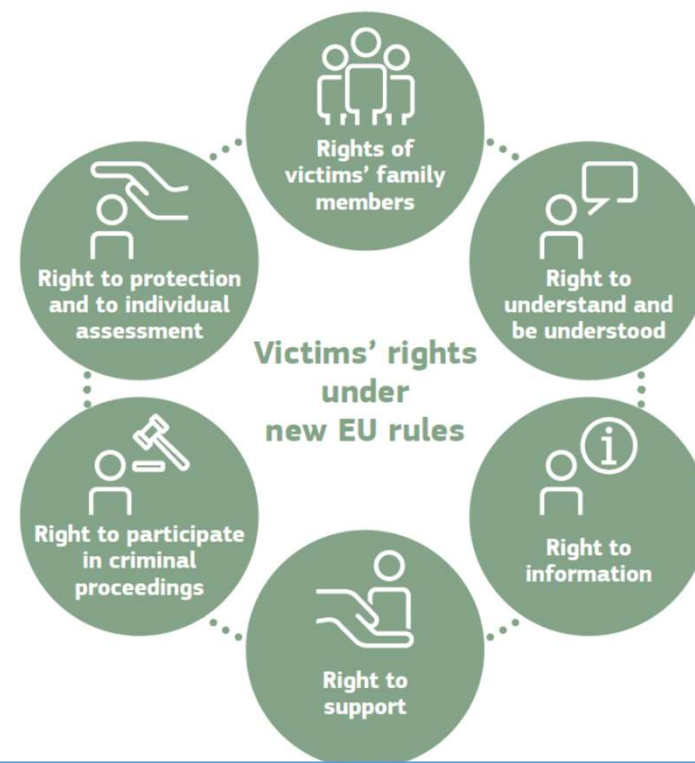 Rights of
victims’ family
members
Right to
understand and
be understood
Right to
information
Right to
support
Right to participate
in criminal
proceedings
Right to protection
and to individual
assessment
Victims’ rights
under
new EU rules